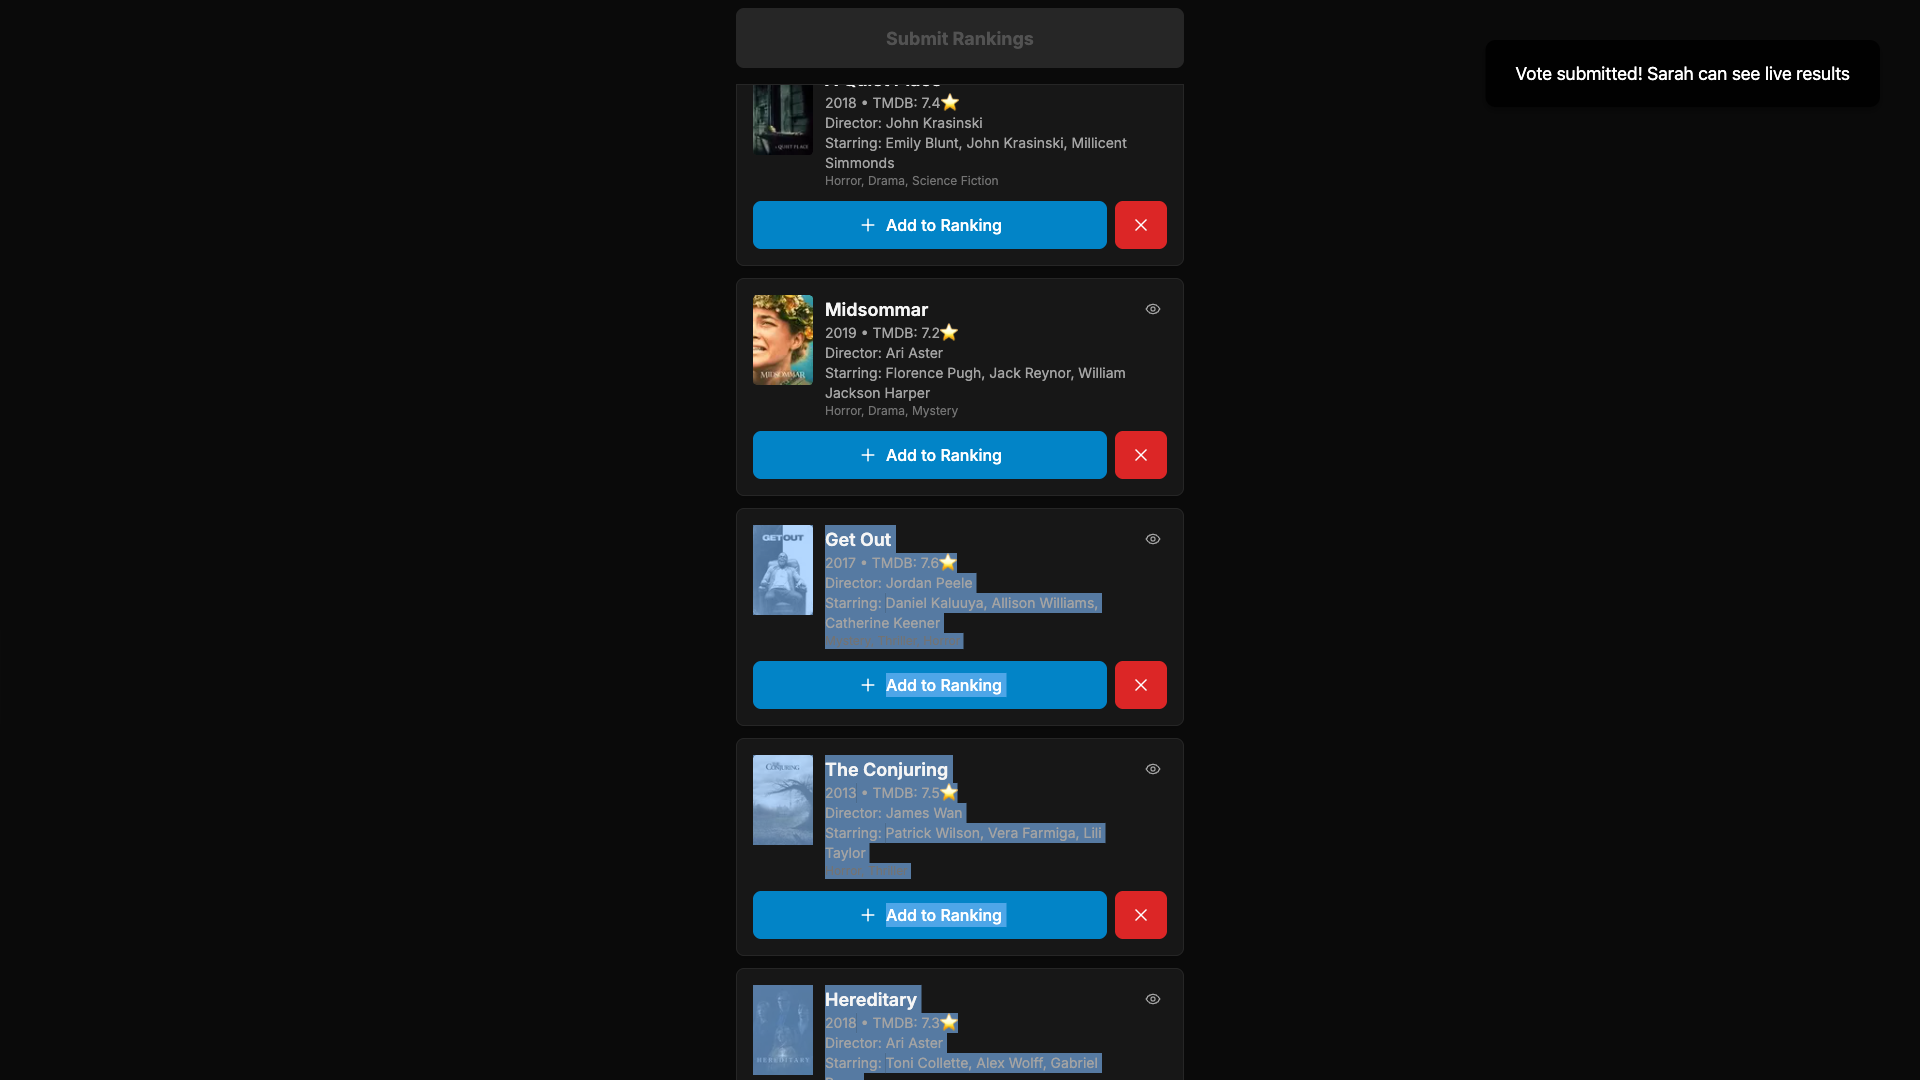 Submit Rankings
Vote submitted! Sarah can see live results
A Quiet Place
2018 • TMDB: 7.4⭐
Director: John Krasinski
Starring: Emily Blunt, John Krasinski, Millicent
Simmonds
Horror, Drama, Science Fiction
A QUIET PLACE
+ Add to Ranking
Midsommar
2019 • TMDB: 7.2⭐
Director: Ari Aster
Starring: Florence Pugh, Jack Reynor, William
Jackson Harper
Horror, Drama, Mystery
MIDSOMMAR
+ Add to Ranking
GET OUT
Get Out
2017 • TMDB: 7.6⭐
Director: Jordan Peele
Starring: Daniel Kaluuya, Allison Williams,
Catherine Keener
+ Add to Ranking
THE CONJURING
The Conjuring
2013 • TMDB: 7.5⭐
Director: James Wan
Starring: Patrick Wilson, Vera Farmiga, Lili
Taylor
+ Add to Ranking
Hereditary
2018 • TMDB: 7.3⭐
Director: Ari Aster
Starring: Toni Collette, Alex Wolff, Gabriel
HEREDITARY